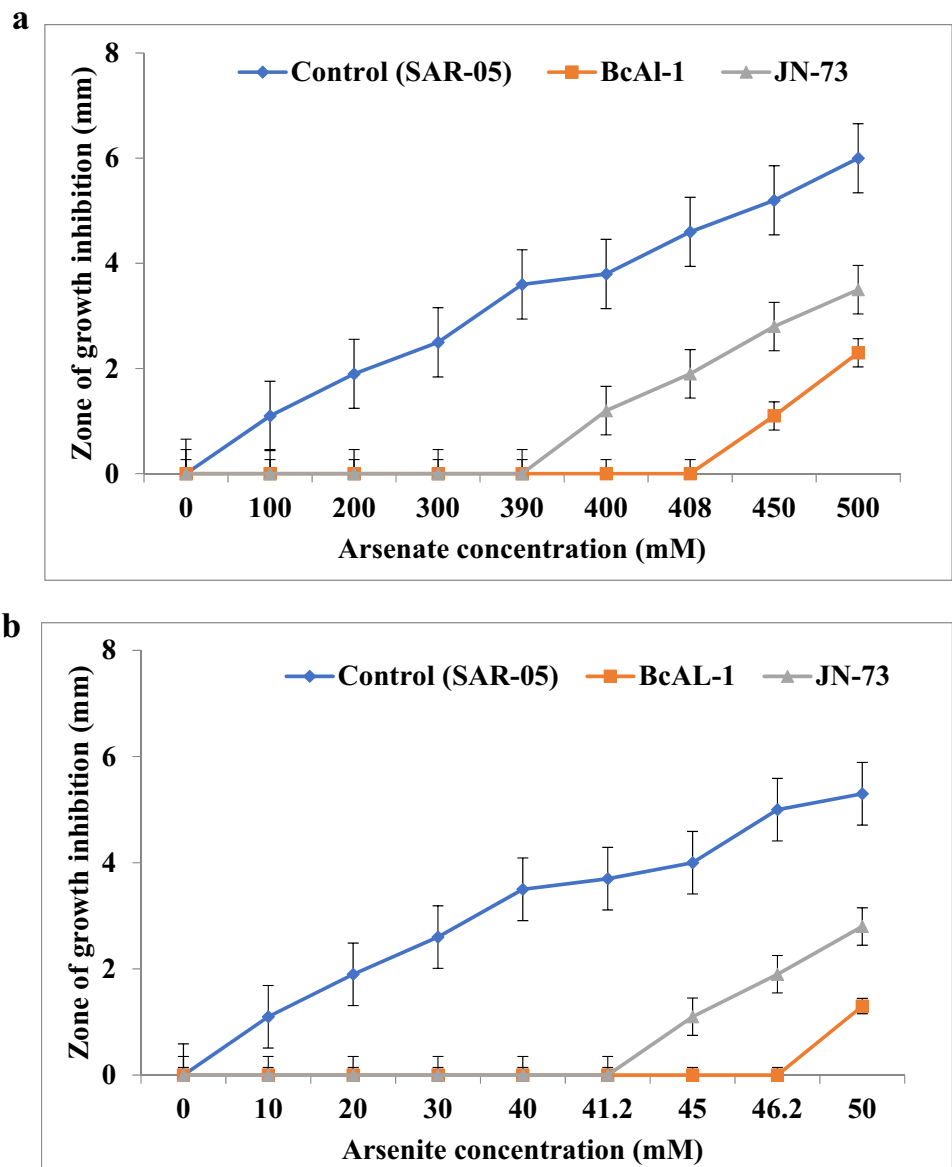 a
8
Control (SAR-05) BcAl-1 JN-73
6
4
2
0
Zone of growth inhibition (mm)
0 100 200 300 390 400 408 450 500
Arsenate concentration (mM)
b
8
Control (SAR-05) BcAL-1 JN-73
6
4
2
0
Zone of growth inhibition (mm)
0 10 20 30 40 41.2 45 46.2 50
Arsenite concentration (mM)